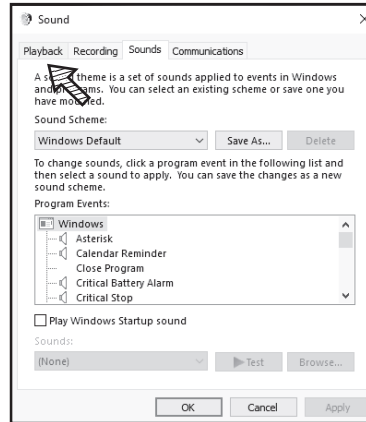 Sound
Playback Recording Sounds Communications
A theme is a set of sounds applied to events in Windows
and You can select an existing scheme or save one you
have
Sound Scheme:
Windows Default Save As... Delete
To change sounds, click a program event in the following list and
then select a sound to apply. You can save the changes as a new
sound scheme.
Program Events:
Windows
Asterisk
Calendar Reminder
Close Program
Critical Battery Alarm
Critical Stop
Play Windows Startup sound
Sounds:
(None) Test Browse...
OK Cancel Apply